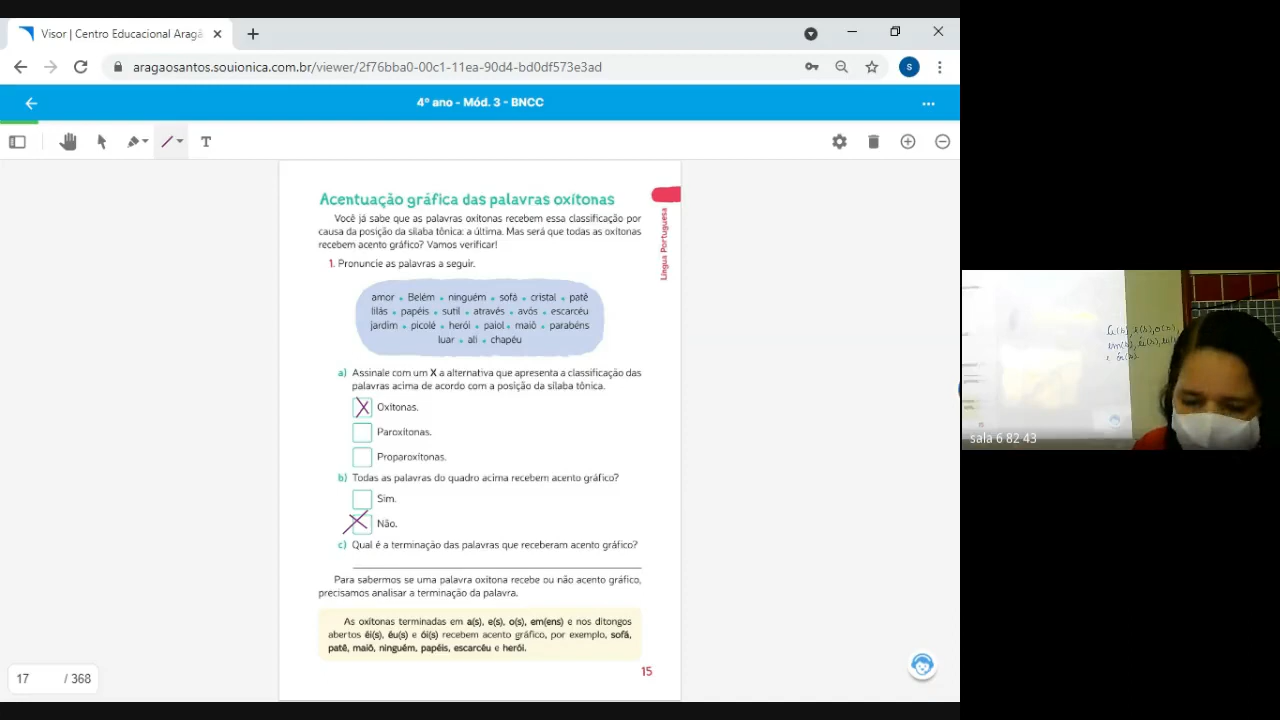 Visor | Centro Educacional Aragã
aragaosantos.souionica.com.br/viewer/2f76bba0-00c1-11ea-90d4-bd0df573e3ad
s
4º ano - Mód. 3 - BNCC
T
Acentuação gráfica das palavras oxítonas
Você já sabe que as palavras oxítonas recebem essa classificação por
causa da posição da sílaba tônica: a última. Mas será que todas as oxítonas
recebem acento gráfico? Vamos verificar!
Língua Portuguesa
1. Pronuncie as palavras a seguir.
amor • Belém • ninguém • sofá • cristal • patê
lilás • papéis • sutil • através • avós • escarcéu
jardim • picolé • herói • paiol • maiô • parabéns
luar • ali • chapéu
a) Assinale com um X a alternativa que apresenta a classificação das
palavras acima de acordo com a posição da sílaba tônica.
X Oxítonas.
Paroxítonas.
Proparoxítonas.
b) Todas as palavras do quadro acima recebem acento gráfico?
Sim.
X Não.
c) Qual é a terminação das palavras que receberam acento gráfico?
Para sabermos se uma palavra oxítona recebe ou não acento gráfico,
precisamos analisar a terminação da palavra.
As oxítonas terminadas em a(s), e(s), o(s), em(ens) e nos ditongos
abertos éi(s), éu(s) e ói(s) recebem acento gráfico, por exemplo, sofá,
patê, maiô, ninguém, papéis, escarcéu e herói.
15
17 / 368
sala 6 82 43